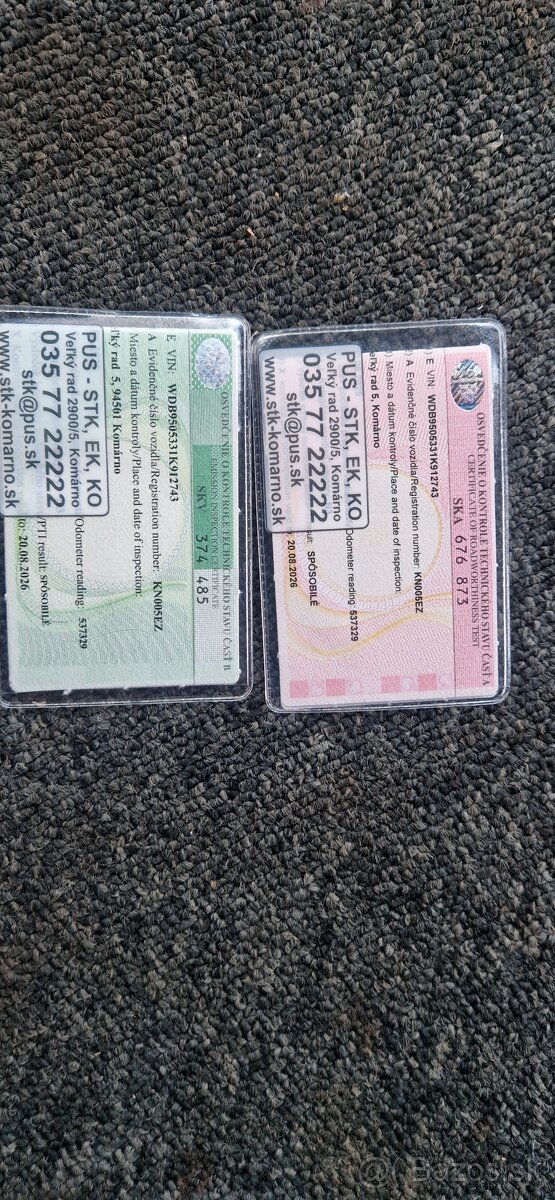 OSVEDČENIE O KONTROLE TECHNICKÉHO STAVU ČASŤ B
EMISSION INSPECTION CERTIFICATE
SKV 374 485
E VIN: WDB9505331K912743
A Evidenčné číslo vozidla/Registration number: KN005EZ
Miesto a dátum kontroly/Place and date of inspection:
ľký rad 5, 94501 Komárno
Odometer reading: 537329
/PTI result: SPÔSOBILÉ
to: 20.08.2026
PUS - STK, EK, KO
Veľký rad 2900/5, Komárno
035 77 22222
stk@pus.sk
www.stk-komarno.sk
OSVEDČENIE O KONTROLE TECHNICKÉHO STAVU ČASŤ A
CERTIFICATE OF ROADWORTHINESS TEST
SKA 676 873
E VIN: WDB9505331K912743
A Evidenčné číslo vozidla/Registration number: KN005EZ
Miesto a dátum kontroly/Place and date of inspection:
ľký rad 5, Komárno
Odometer reading: 537329
SPÔSOBILÉ
20.08.2026
PUS - STK, EK, KO
Veľký rad 2900/5, Komárno
035 77 22222
stk@pus.sk
www.stk-komarno.sk
Bazos.sk